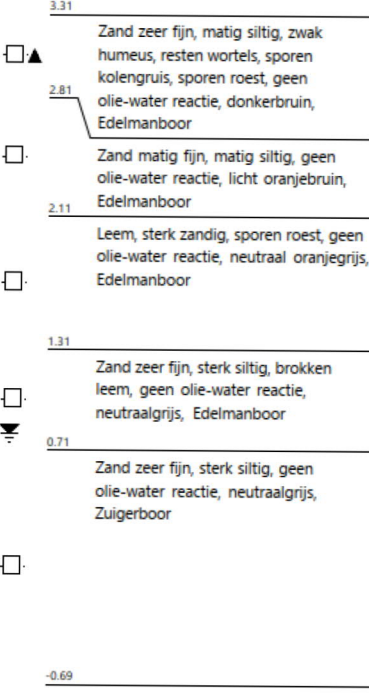 3.31
Zand zeer fijn, matig siltig, zwak
humeus, resten wortels, sporen
kolengruis, sporen roest, geen
2.81
olie-water reactie, donkerbruin,
Edelmanboor
Zand matig fijn, matig siltig, geen
olie-water reactie, licht oranjebruin,
Edelmanboor
2.11
Leem, sterk zandig, sporen roest, geen
olie-water reactie, neutraal oranjegrijs,
Edelmanboor
1.31
Zand zeer fijn, sterk siltig, brokken
leem, geen olie-water reactie,
neutraalgrijs, Edelmanboor
0.71
Zand zeer fijn, sterk siltig, geen
olie-water reactie, neutraalgrijs,
Zuigerboor
-0.69